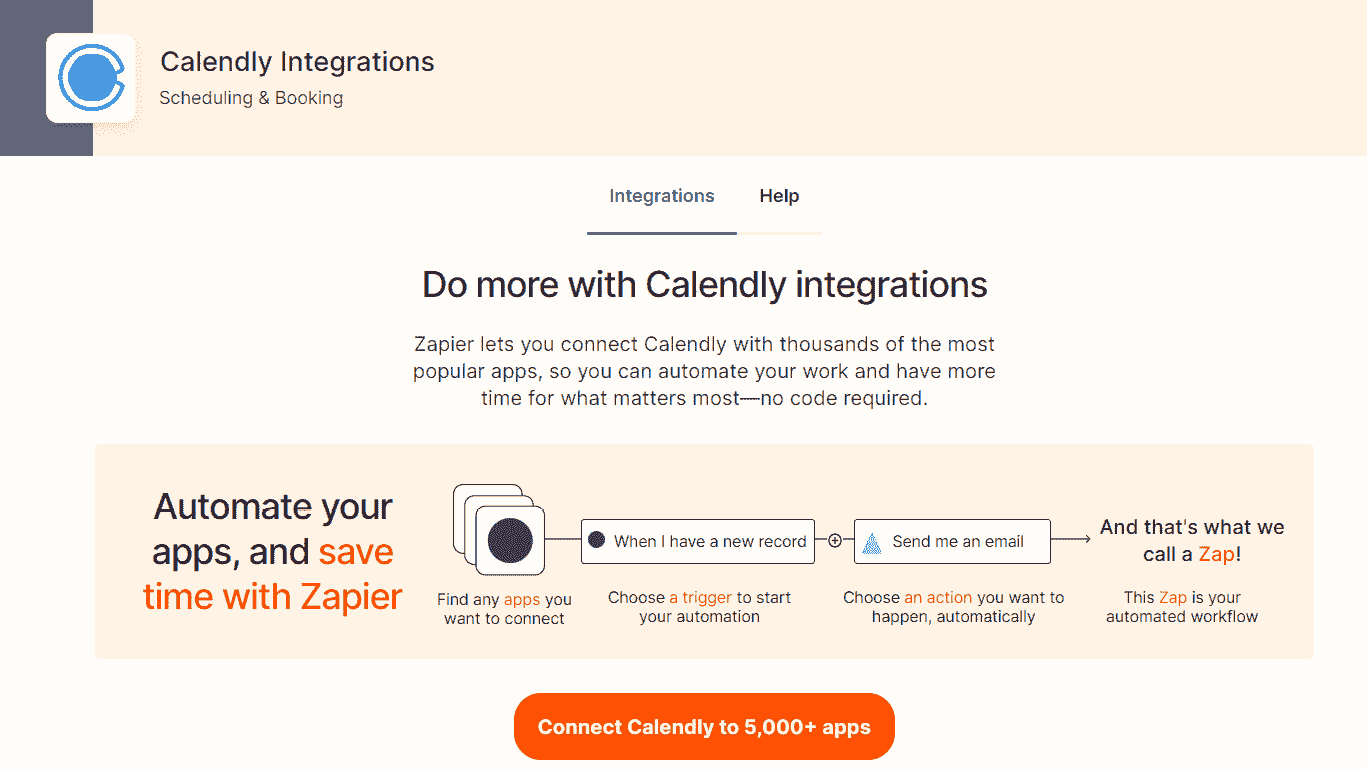 Calendly Integrations
Scheduling & Booking
Integrations
Help
Do more with Calendly integrations
Zapier lets you connect Calendly with thousands of the most
popular apps, so you can automate your work and have more
time for what matters most—no code required.
Automate your
apps, and save
time with Zapier
Find any apps you
want to connect
When I have a new record
Choose a trigger to start
your automation
Send me an email
Choose an action you want to
happen, automatically
And that's what we
call a Zap!
This Zap is your
automated workflow
Connect Calendly to 5,000+ apps